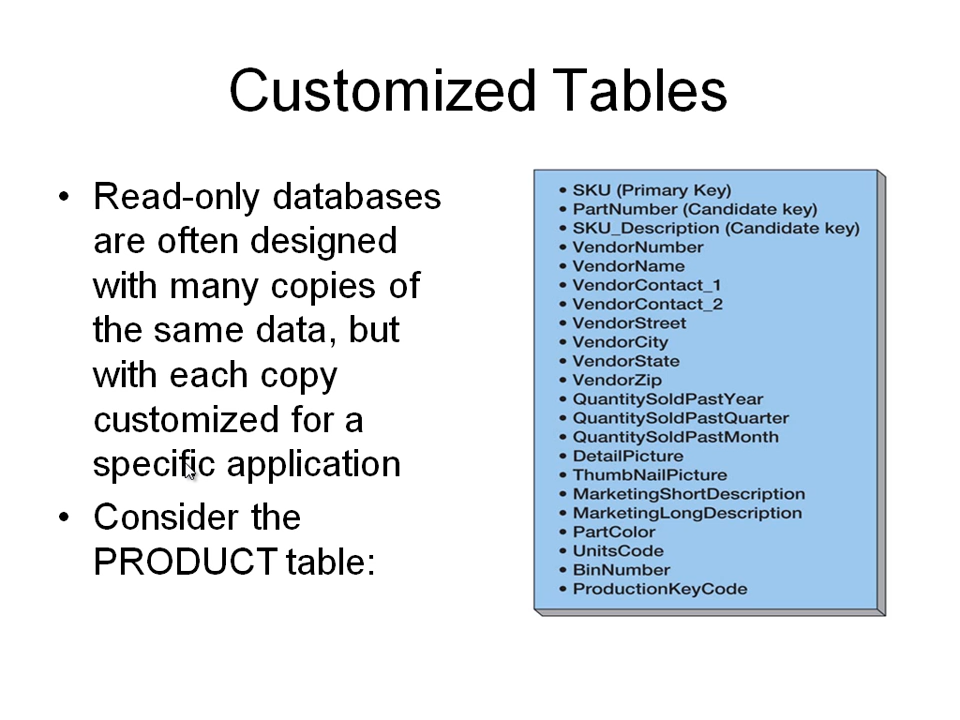 Customized Tables
• Read-only databases
are often designed
with many copies of
the same data, but
with each copy
customized for a
specific application
• Consider the
PRODUCT table:
• SKU (Primary Key)
• PartNumber (Candidate key)
• SKU_Description (Candidate key)
• VendorNumber
• VendorName
• VendorContact_1
• VendorContact_2
• VendorStreet
• VendorCity
• VendorState
• VendorZip
• QuantitySoldPastYear
• QuantitySoldPastQuarter
• QuantitySoldPastMonth
• DetailPicture
• ThumbNailPicture
• MarketingShortDescription
• MarketingLongDescription
• PartColor
• UnitsCode
• BinNumber
• ProductionKeyCode